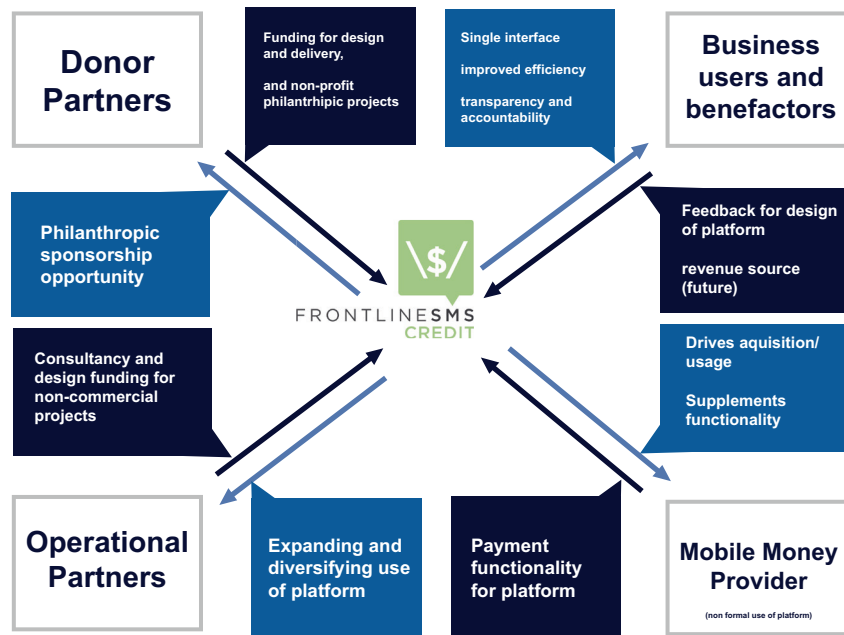 Donor
Partners
Funding for design
and delivery,
and non-profit
philantrhipic projects
Single interface
improved efficiency
transparency and
accountability
Business
users and
benefactors
Philanthropic
sponsorship
opportunity
\$/
FRONTLINESMS
CREDIT
Feedback for design
of platform
revenue source
(future)
Consultancy and
design funding for
non-commercial
projects
Drives aquisition/
usage
Supplements
functionality
Operational
Partners
Expanding and
diversifying use
of platform
Payment
functionality
for platform
Mobile Money
Provider
(non formal use of platform)